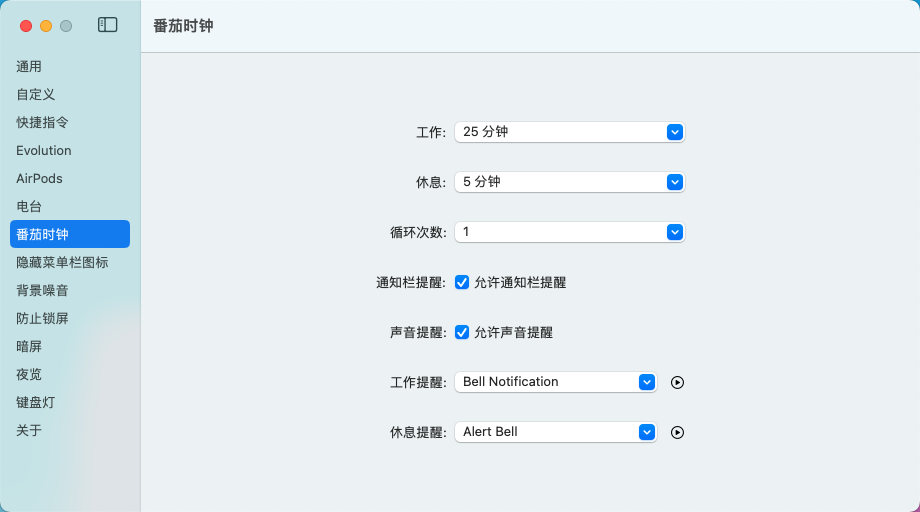 番茄时钟
通用
自定义
快捷指令
Evolution
AirPods
电台
番茄时钟
隐藏菜单栏图标
背景噪音
防止锁屏
暗屏
夜览
键盘灯
关于
工作: 25 分钟
休息: 5 分钟
循环次数: 1
通知栏提醒: 允许通知栏提醒
声音提醒: 允许声音提醒
工作提醒: Bell Notification
休息提醒: Alert Bell